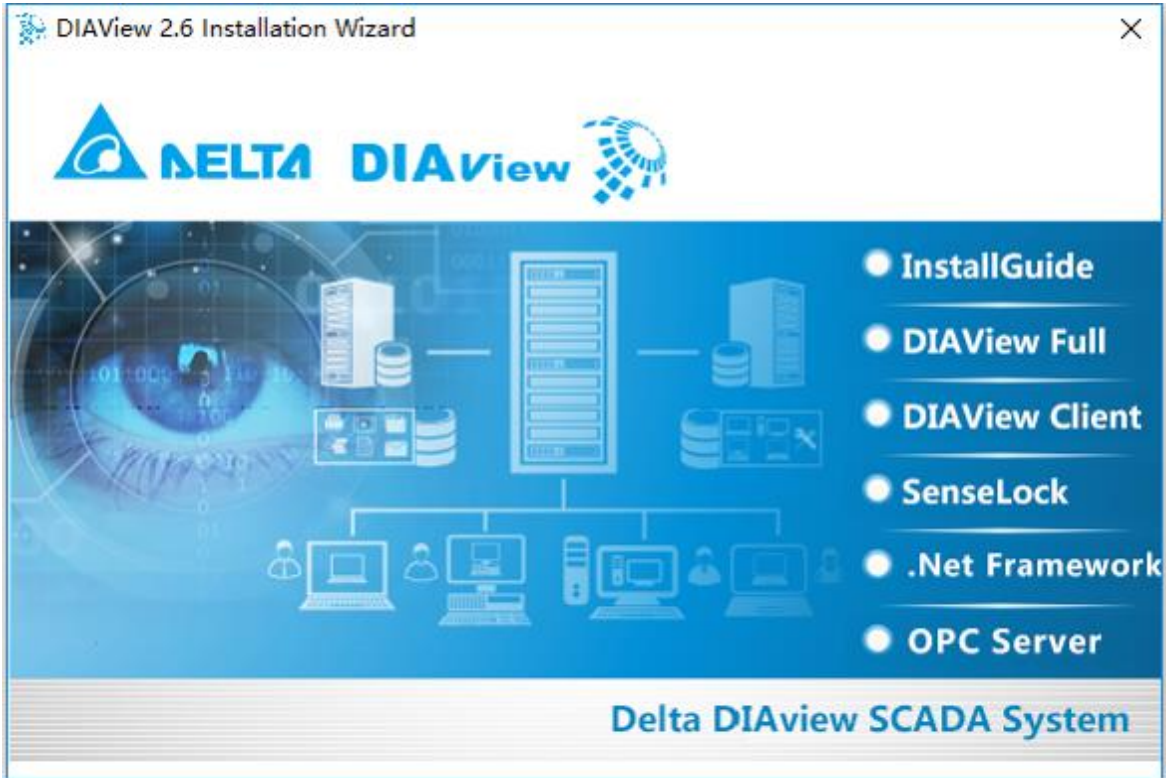 DIAView 2.6 Installation Wizard
DELTA DIAView
InstallGuide
DIAView Full
DIAView Client
SenseLock
.Net Framework
OPC Server
Delta DIAview SCADA System